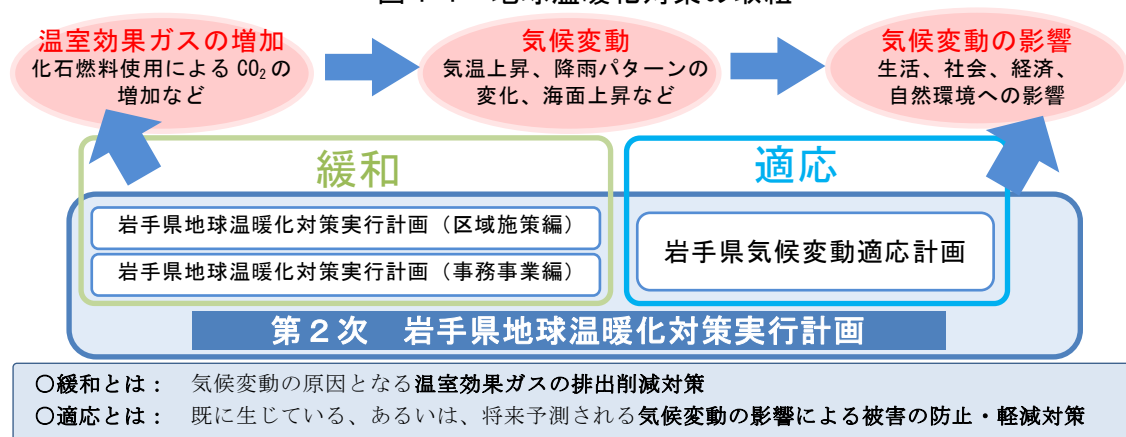 温室効果ガスの増加
化石燃料使用による CO₂の
増加など
気候変動
気温上昇、降雨パターンの
変化、海面上昇など
気候変動の影響
生活、社会、経済、
自然環境への影響
緩和
適応
岩手県地球温暖化対策実行計画（区域施策編）
岩手県地球温暖化対策実行計画（事務事業編）
岩手県気候変動適応計画
第２次　岩手県地球温暖化対策実行計画
〇緩和とは：　気候変動の原因となる温室効果ガスの排出削減対策
〇適応とは：　既に生じている、あるいは、将来予測される気候変動の影響による被害の防止・軽減対策